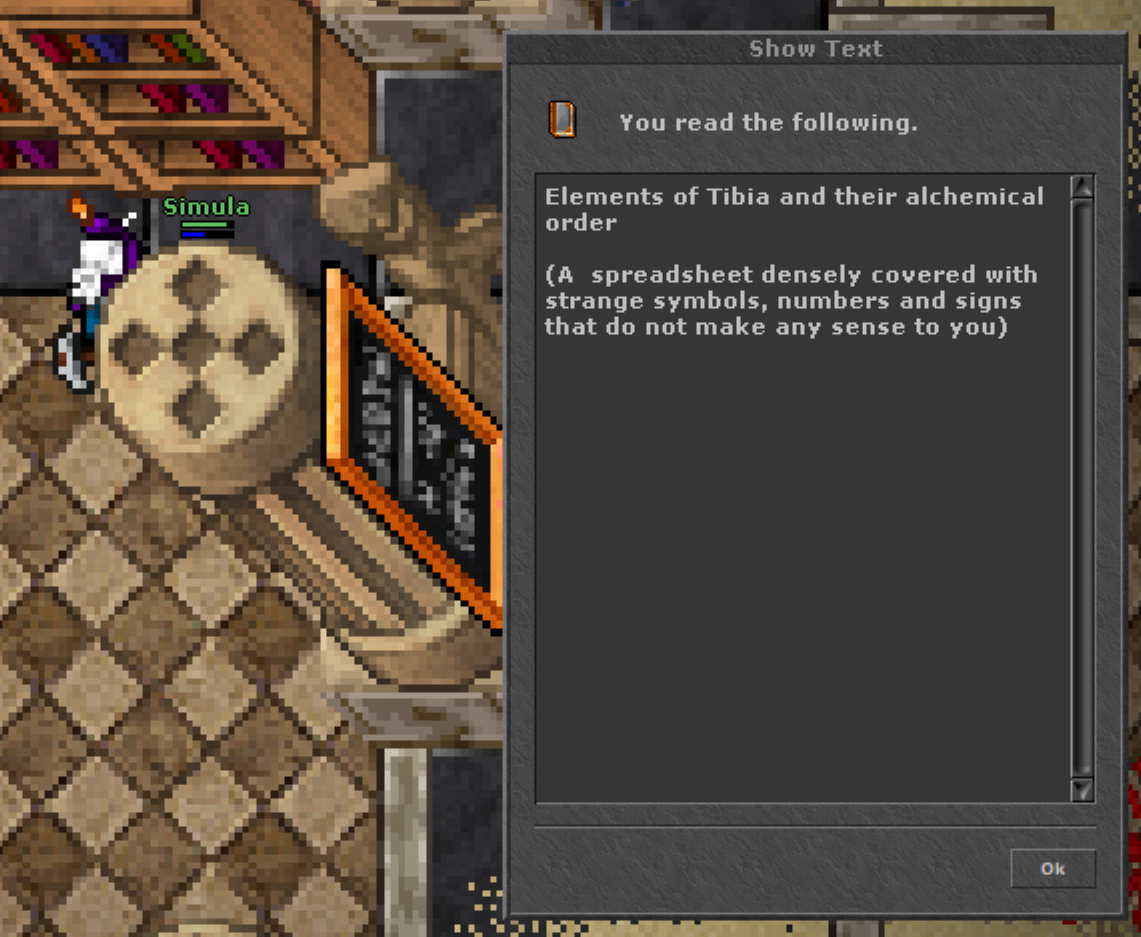 Show Text
You read the following.
Simula
Elements of Tibia and their alchemical
order
(A  spreadsheet densely covered with
strange symbols, numbers and signs
that do not make any sense to you)
Ok